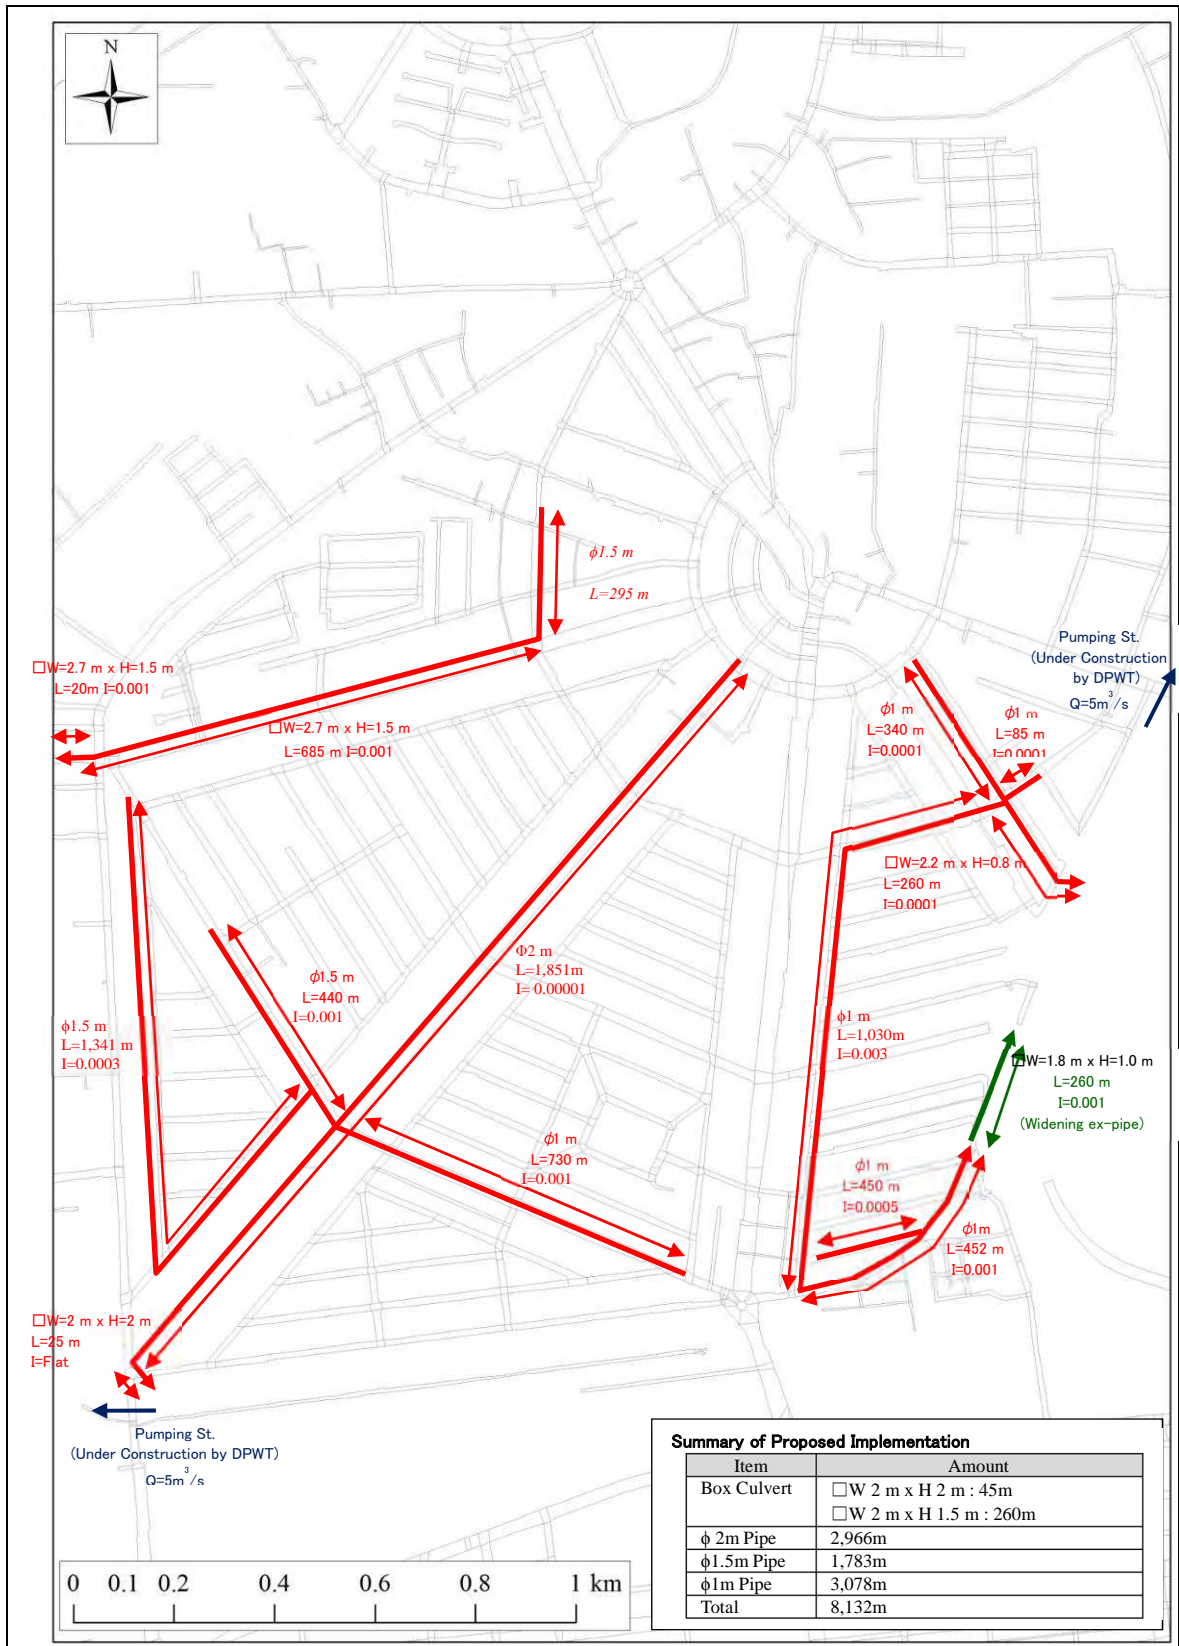 N
ϕ1.5 m
L=295 m
□W=2.7 m x H=1.5 m
L=20m I=0.001
□W=2.7 m x H=1.5 m
L=685 m I=0.001
Pumping St.
(Under Construction
by DPWT)
Q=5m³/s
ϕ1 m
L=340 m
I=0.0001
ϕ1 m
L=85 m
I=0.0001
□W=2.2 m x H=0.8 m
L=260 m
I=0.0001
Φ2 m
L=1,851m
I= 0.00001
ϕ1.5 m
L=440 m
I=0.001
ϕ1.5 m
L=1,341 m
I=0.0003
ϕ1 m
L=1,030m
I=0.003
□W=1.8 m x H=1.0 m
L=260 m
I=0.001
(Widening ex-pipe)
ϕ1 m
L=730 m
I=0.001
ϕ1 m
L=450 m
I=0.0005
ϕ1m
L=452 m
I=0.001
□W=2 m x H=2 m
L=25 m
I=Flat
Pumping St.
(Under Construction by DPWT)
Q=5m³/s
Summary of Proposed Implementation
Item Amount
Box Culvert □W 2 m x H 2 m : 45m
□W 2 m x H 1.5 m : 260m
ϕ 2m Pipe 2,966m
ϕ1.5m Pipe 1,783m
ϕ1m Pipe 3,078m
Total 8,132m
0 0.1 0.2 0.4 0.6 0.8 1 km